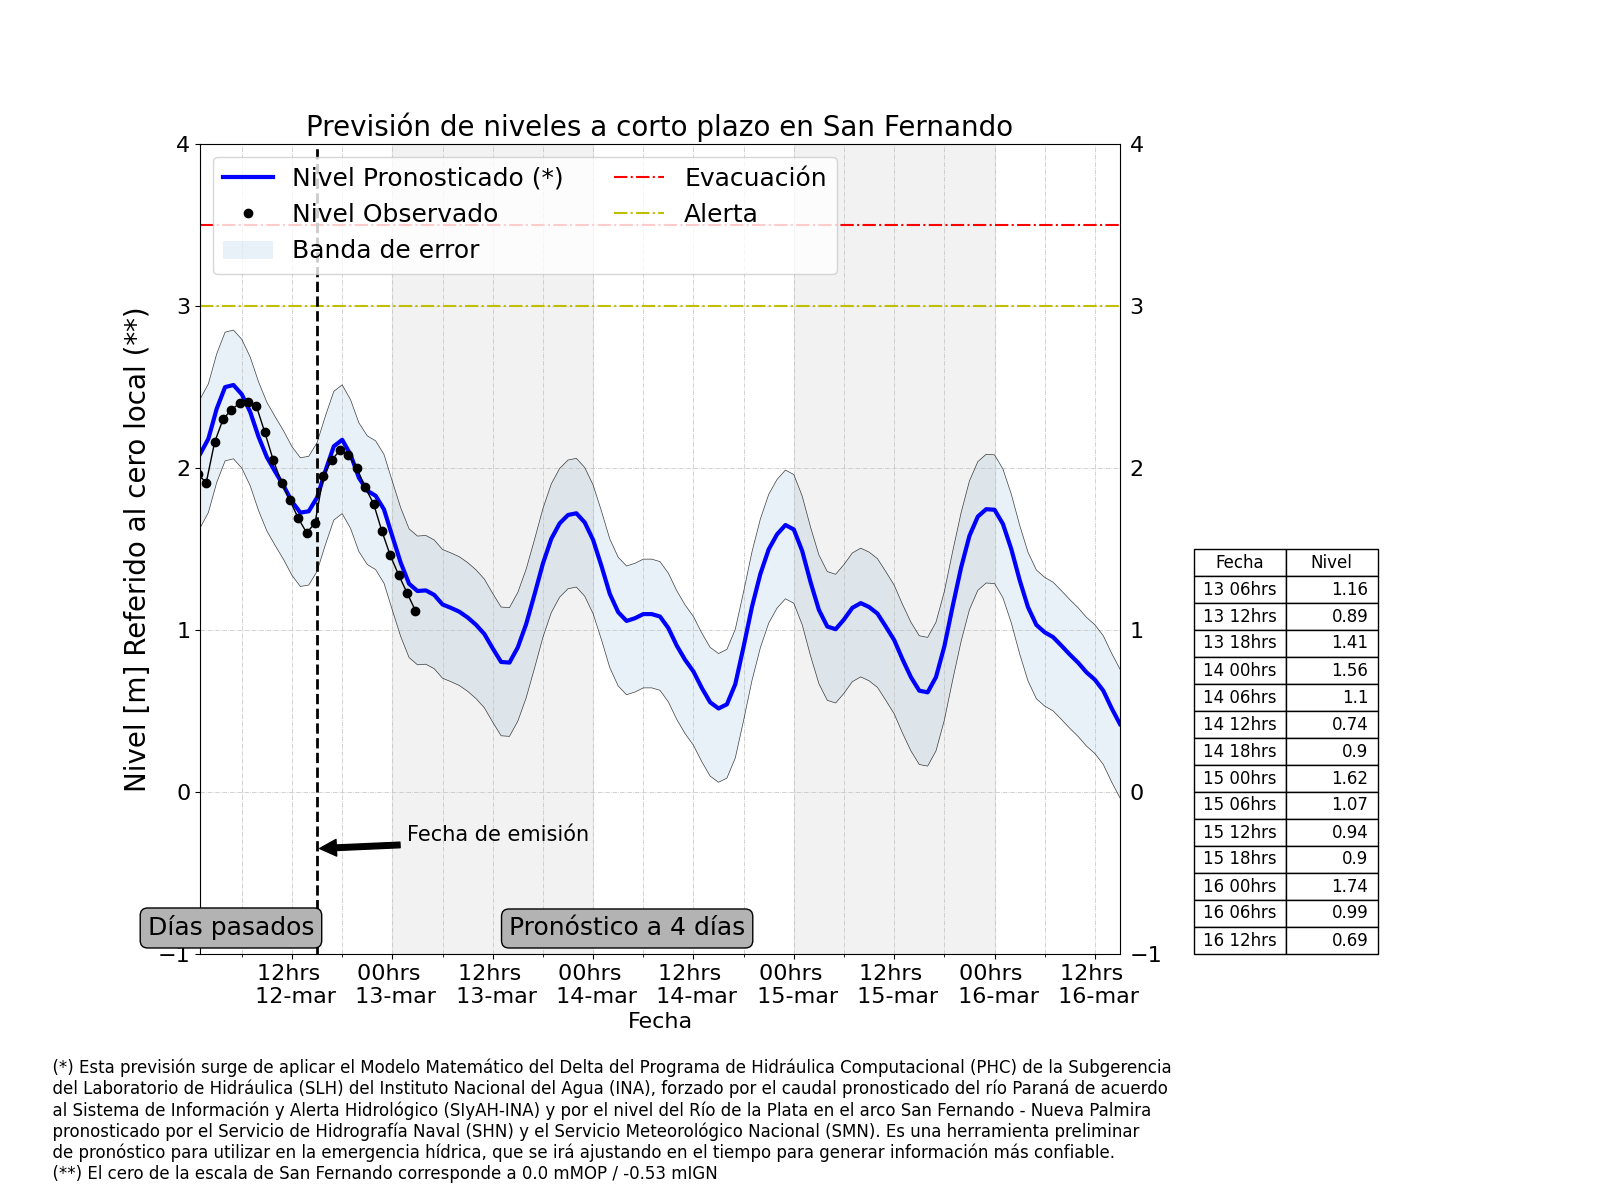 Previsión de niveles a corto plazo en San Fernando
Nivel Pronosticado (*)
Nivel Observado
Banda de error
Evacuación
Alerta
Nivel [m] Referido al cero local (**)
4
3
2
1
0
−1
4
3
2
1
0
−1
Fecha de emisión
Días pasados
Pronóstico a 4 días
12hrs
12-mar
00hrs
13-mar
12hrs
13-mar
00hrs
14-mar
12hrs
14-mar
00hrs
15-mar
12hrs
15-mar
00hrs
16-mar
12hrs
16-mar
Fecha
Fecha Nivel
13 06hrs 1.16
13 12hrs 0.89
13 18hrs 1.41
14 00hrs 1.56
14 06hrs 1.1
14 12hrs 0.74
14 18hrs 0.9
15 00hrs 1.62
15 06hrs 1.07
15 12hrs 0.94
15 18hrs 0.9
16 00hrs 1.74
16 06hrs 0.99
16 12hrs 0.69
(*) Esta previsión surge de aplicar el Modelo Matemático del Delta del Programa de Hidráulica Computacional (PHC) de la Subgerencia
del Laboratorio de Hidráulica (SLH) del Instituto Nacional del Agua (INA), forzado por el caudal pronosticado del río Paraná de acuerdo
al Sistema de Información y Alerta Hidrológico (SIyAH-INA) y por el nivel del Río de la Plata en el arco San Fernando - Nueva Palmira
pronosticado por el Servicio de Hidrografía Naval (SHN) y el Servicio Meteorológico Nacional (SMN). Es una herramienta preliminar
de pronóstico para utilizar en la emergencia hídrica, que se irá ajustando en el tiempo para generar información más confiable.
(**) El cero de la escala de San Fernando corresponde a 0.0 mMOP / -0.53 mIGN